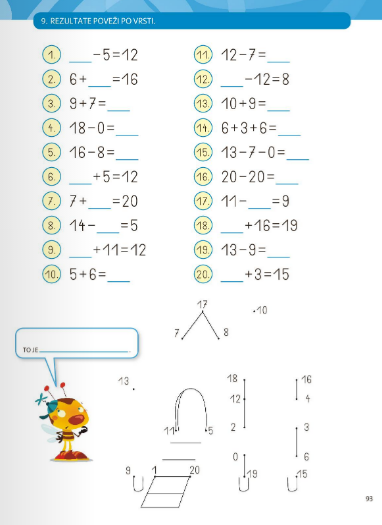 9. REZULTATE POVEŽI PO VRSTI.
1. ___ −5=12
2. 6+ ___ =16
3. 9+7= ___
4. 18−0= ___
5. 16−8= ___
6. ___ +5=12
7. 7+ ___ =20
8. 14− ___ =5
9. ___ +11=12
10. 5+6= ___
11. 12−7= ___
12. ___ −12=8
13. 10+9= ___
14. 6+3+6= ___
15. 13−7−0= ___
16. 20−20= ___
17. 11− ___ =9
18. ___ +16=19
19. 13−9= ___
20. ___ +3=15
17
10
7 8
TO JE ___.
13
18 16
12 4
11 5 2 3
0 6
9 1 20 19 15
93